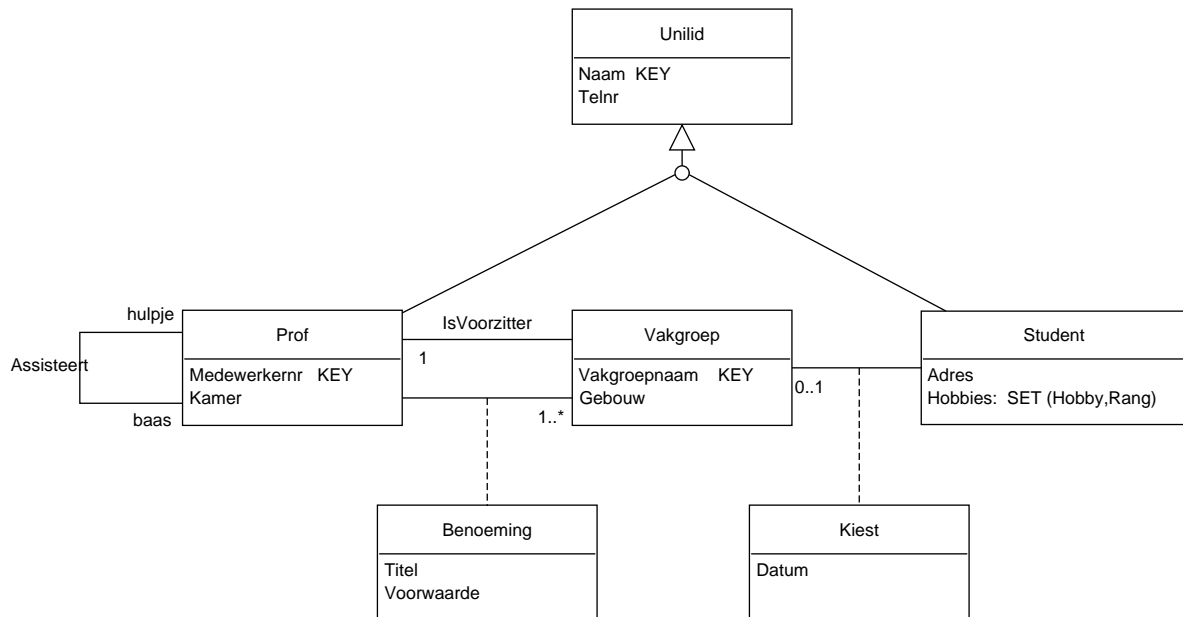 Unilid
Naam KEY
Telnr
hulpje
Assisteert
baas
Prof
Medewerkernr KEY
Kamer
IsVoorzitter
1
1..*
Vakgroep
Vakgroepnaam KEY
Gebouw
0..1
Student
Adres
Hobbies: SET (Hobby,Rang)
Benoeming
Titel
Voorwaarde
Kiest
Datum